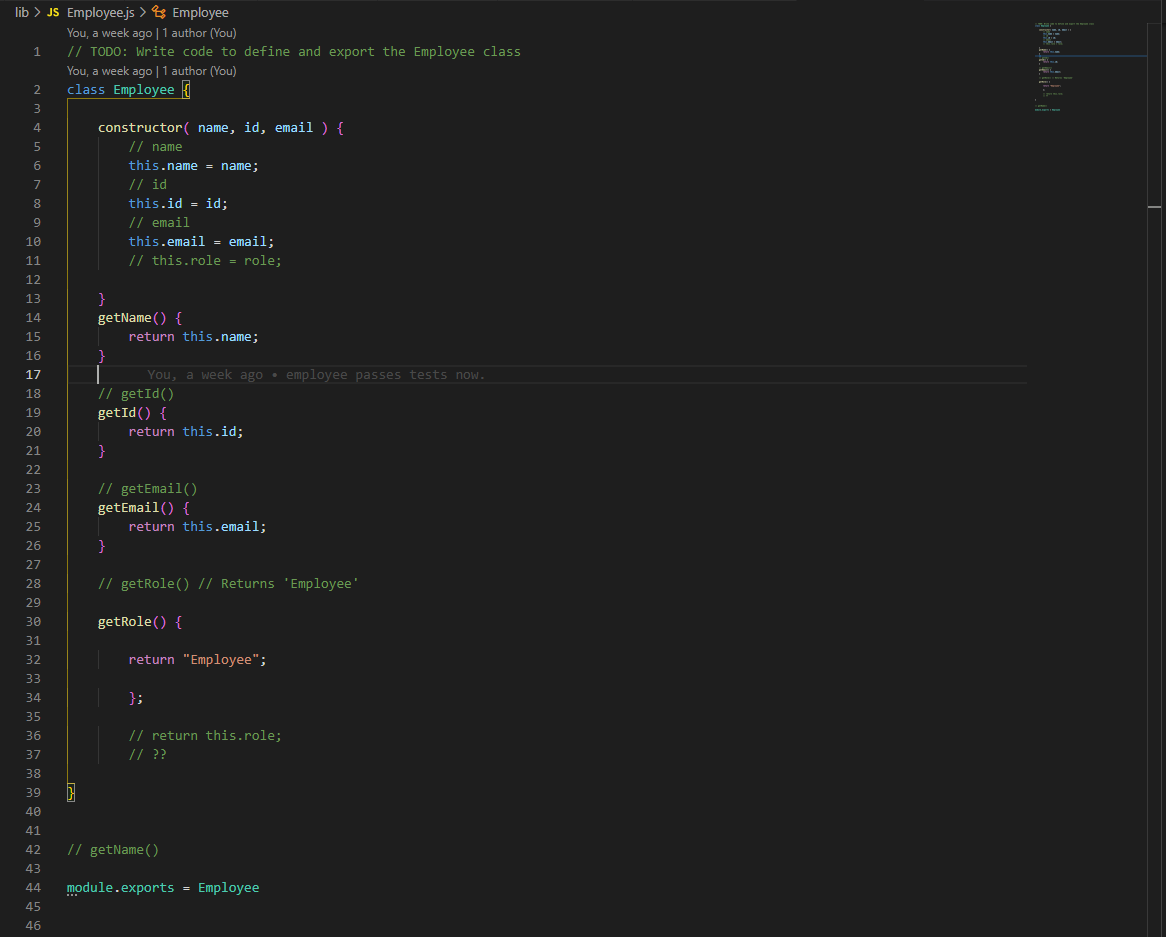 lib > JS Employee.js > Employee
You, a week ago | 1 author (You)
1 // TODO: Write code to define and export the Employee class
You, a week ago | 1 author (You)
2 class Employee {
3
4 constructor( name, id, email ) {
5 // name
6 this.name = name;
7 // id
8 this.id = id;
9 // email
10 this.email = email;
11 // this.role = role;
12
13 }
14 getName() {
15 return this.name;
16 }
17 You, a week ago • employee passes tests now.
18 // getId()
19 getId() {
20 return this.id;
21 }
22
23 // getEmail()
24 getEmail() {
25 return this.email;
26 }
27
28 // getRole() // Returns 'Employee'
29
30 getRole() {
31
32 return "Employee";
33
34 };
35
36 // return this.role;
37 // ??
38
39 }
40
41
42 // getName()
43
44 module.exports = Employee
45
46